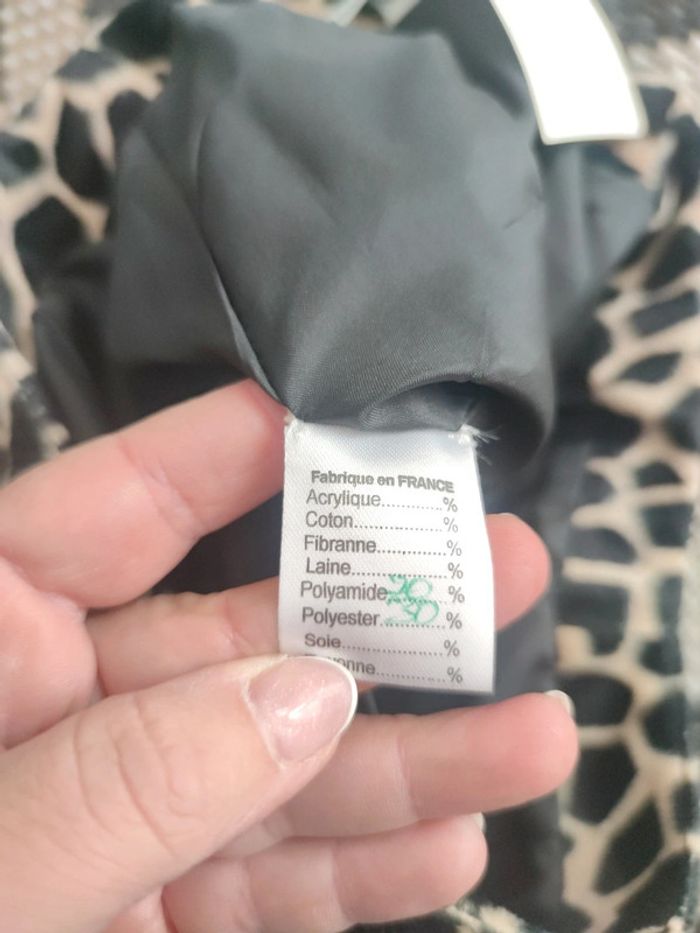 Fabrique en FRANCE
Acrylique............%
Coton...................%
Fibranne..............%
Laine....................%
Polyamide...........%
Polyester.............%
Soie......................%